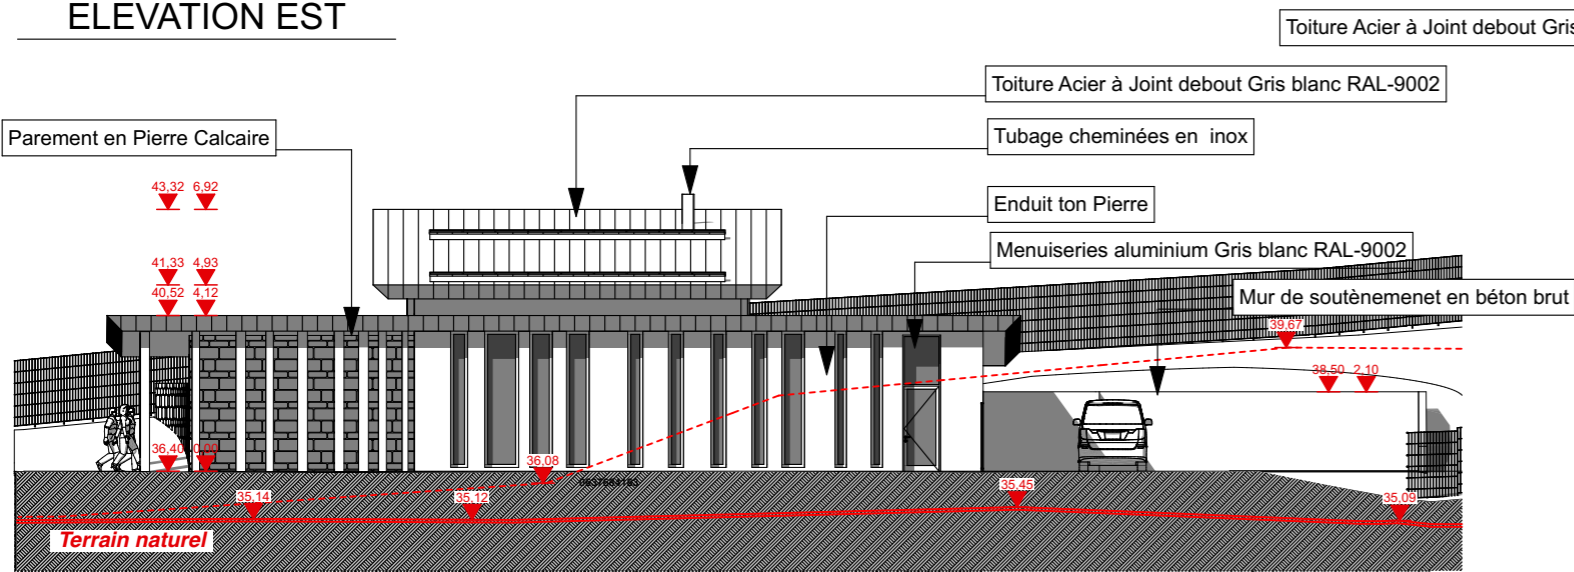 ELEVATION EST
Toiture Acier à Joint debout Gris
Toiture Acier à Joint debout Gris blanc RAL-9002
Parement en Pierre Calcaire
Tubage cheminées en inox
43,32 6,92
Enduit ton Pierre
Menuiseries aluminium Gris blanc RAL-9002
41,33 4,93
40,52 4,12
Mur de soutènemenet en béton brut
39,67
38,50 2,10
36,40 0,00
36,08
0637684183
35,14
35,12
35,45
35,09
Terrain naturel